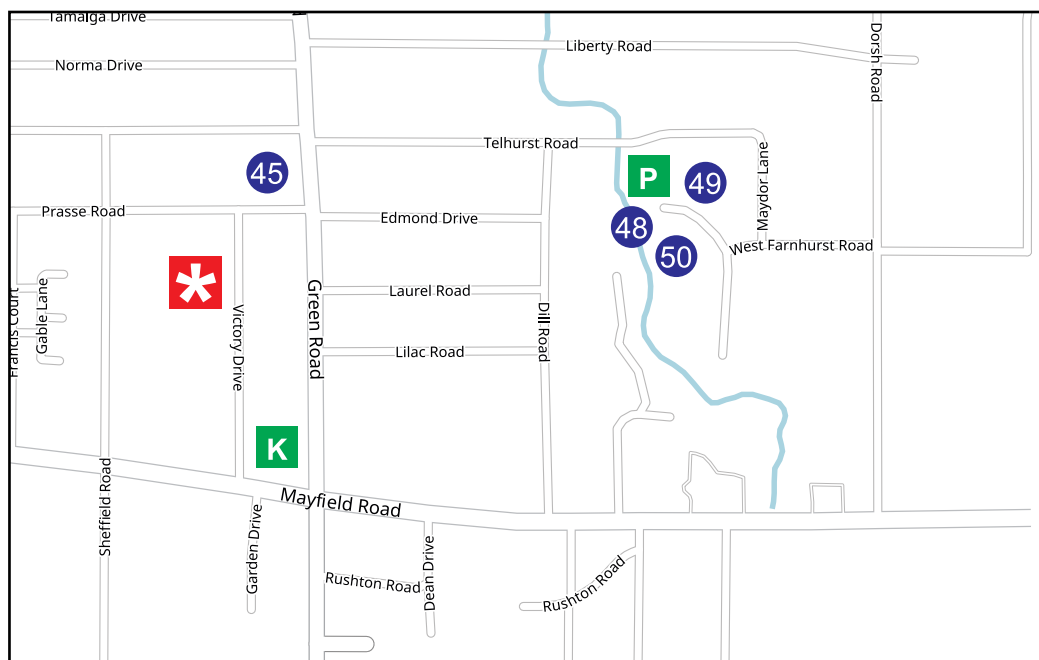 Tamalga Drive
Liberty Road
Norma Drive
Dorsh Road
Telhurst Road
45
P
49
Maydor Lane
Prasse Road
Edmond Drive
48
West Farnhurst Road
50
*
Laurel Road
Green Road
Gable Lane
Francis Court
Victory Drive
Dill Road
Lilac Road
K
Mayfield Road
Sheffield Road
Garden Drive
Dean Drive
Rushton Road
Rushton Road